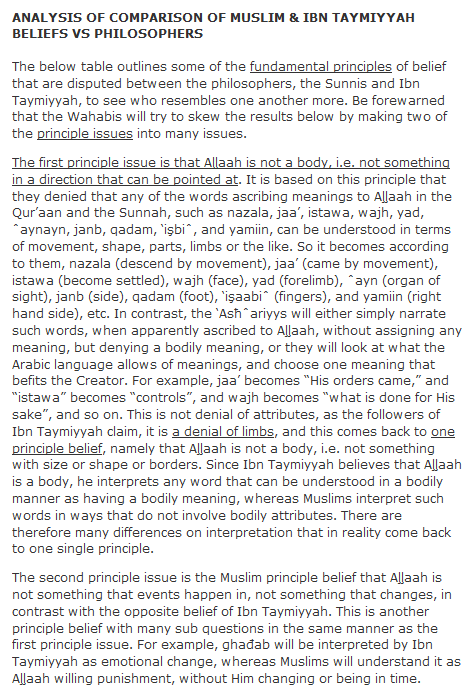 ANALYSIS OF COMPARISON OF MUSLIM & IBN TAYMIYYAH
BELIEFS VS PHILOSOPHERS
The below table outlines some of the fundamental principles of belief
that are disputed between the philosophers, the Sunnis and Ibn
Taymiyyah, to see who resembles one another more. Be forewarned
that the Wahabis will try to skew the results below by making two of
the principle issues into many issues.
The first principle issue is that Aļļaah is not a body, i.e. not something
in a direction that can be pointed at. It is based on this principle that
they denied that any of the words ascribing meanings to Aļļaah in the
Qur’aan and the Sunnah, such as nazala, jaa’, istawa, wajh, yad,
ˆaynayn, janb, qadam, ‘işbiˆ, and yamiin, can be understood in terms
of movement, shape, parts, limbs or the like. So it becomes according
to them, nazala (descend by movement), jaa’ (came by movement),
istawa (become settled), wajh (face), yad (forelimb), ˆayn (organ of
sight), janb (side), qadam (foot), ‘işaabiˆ (fingers), and yamiin (right
hand side), etc. In contrast, the ‘Asħˆariyys will either simply narrate
such words, when apparently ascribed to Aļļaah, without assigning any
meaning, but denying a bodily meaning, or they will look at what the
Arabic language allows of meanings, and choose one meaning that
befits the Creator. For example, jaa’ becomes “His orders came,” and
“istawa” becomes “controls”, and wajh becomes “what is done for His
sake”, and so on. This is not denial of attributes, as the followers of
Ibn Taymiyyah claim, it is a denial of limbs, and this comes back to one
principle belief, namely that Aļļaah is not a body, i.e. not something
with size or shape or borders. Since Ibn Taymiyyah believes that Aļļaah
is a body, he interprets any word that can be understood in a bodily
manner as having a bodily meaning, whereas Muslims interpret such
words in ways that do not involve bodily attributes. There are
therefore many differences on interpretation that in reality come back
to one single principle.
The second principle issue is the Muslim principle belief that Aļļaah is
not something that events happen in, not something that changes, in
contrast with the opposite belief of Ibn Taymiyyah. This is another
principle belief with many sub questions in the same manner as the
first principle issue. For example, ghađab will be interpreted by Ibn
Taymiyyah as emotional change, whereas Muslims will understand it as
Aļļaah willing punishment, without Him changing or being in time.